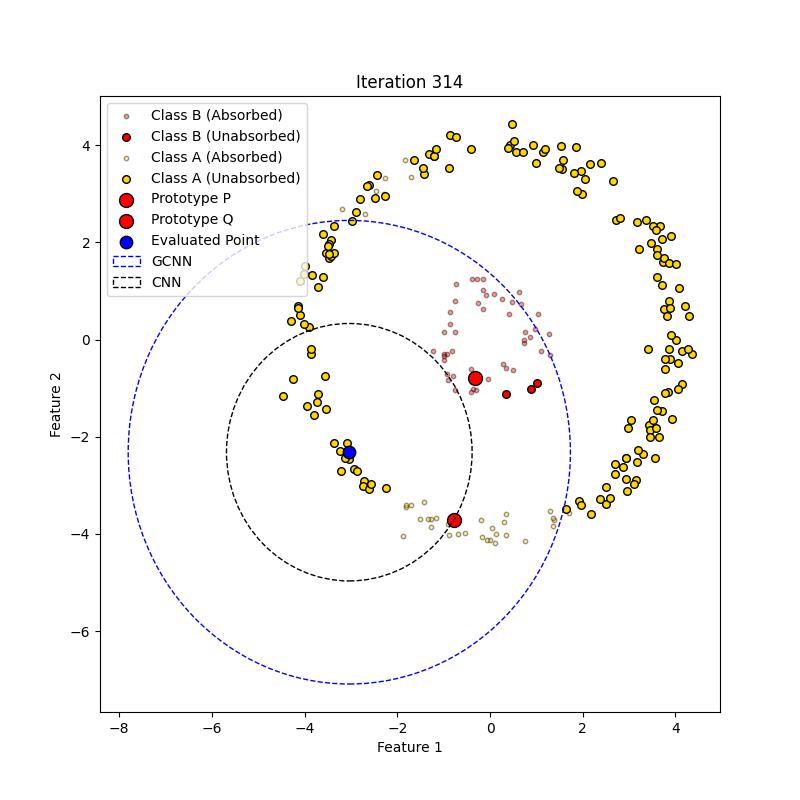 Iteration 314
Class B (Absorbed)
Class B (Unabsorbed)
Class A (Absorbed)
Class A (Unabsorbed)
Prototype P
Prototype Q
Evaluated Point
GCNN
CNN
4
2
0
−2
−4
−6
Feature 2
−8
−6
−4
−2
0
2
4
Feature 1